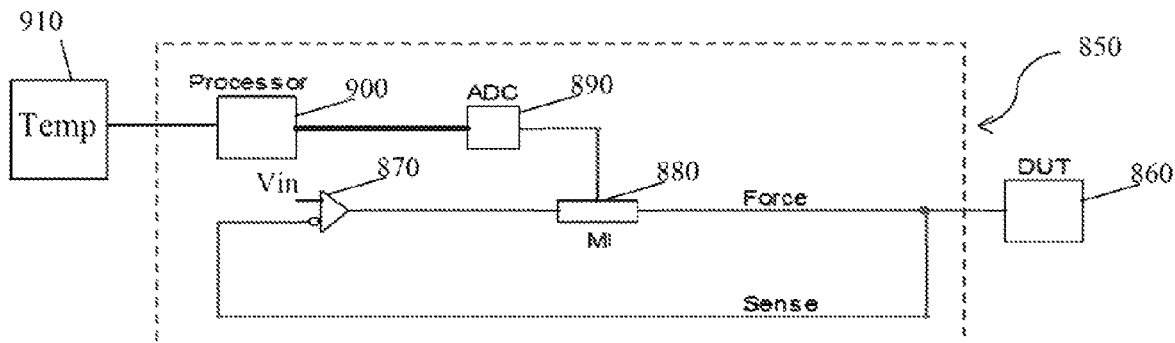 910
850
Processor
900
ADC
890
Temp
870
Vin
880
DUT
860
Force
MI
Sense